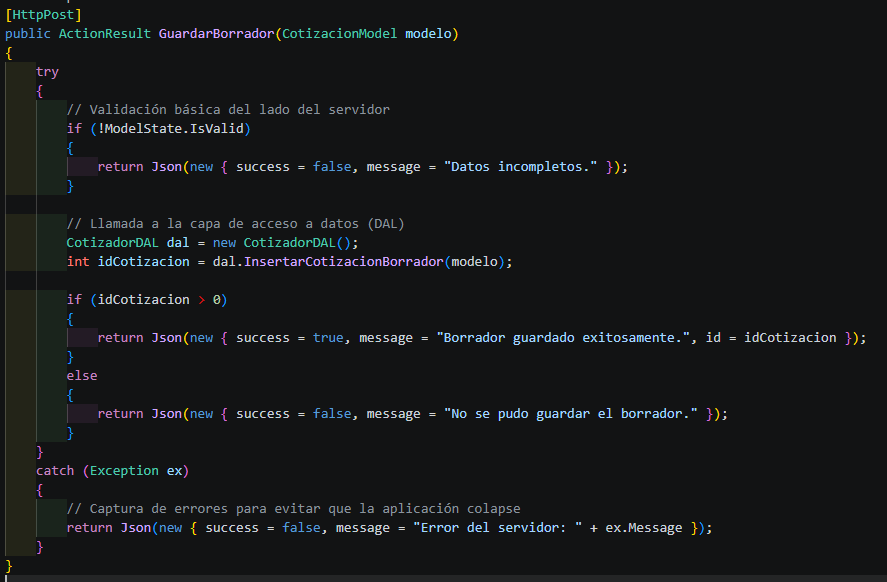 [HttpPost]
public ActionResult GuardarBorrador(CotizacionModel modelo)
{
    try
    {
        // Validación básica del lado del servidor
        if (!ModelState.IsValid)
        {
            return Json(new { success = false, message = "Datos incompletos." });
        }

        // Llamada a la capa de acceso a datos (DAL)
        CotizadorDAL dal = new CotizadorDAL();
        int idCotizacion = dal.InsertarCotizacionBorrador(modelo);

        if (idCotizacion > 0)
        {
            return Json(new { success = true, message = "Borrador guardado exitosamente.", id = idCotizacion });
        }
        else
        {
            return Json(new { success = false, message = "No se pudo guardar el borrador." });
        }
    }
    catch (Exception ex)
    {
        // Captura de errores para evitar que la aplicación colapse
        return Json(new { success = false, message = "Error del servidor: " + ex.Message });
    }
}